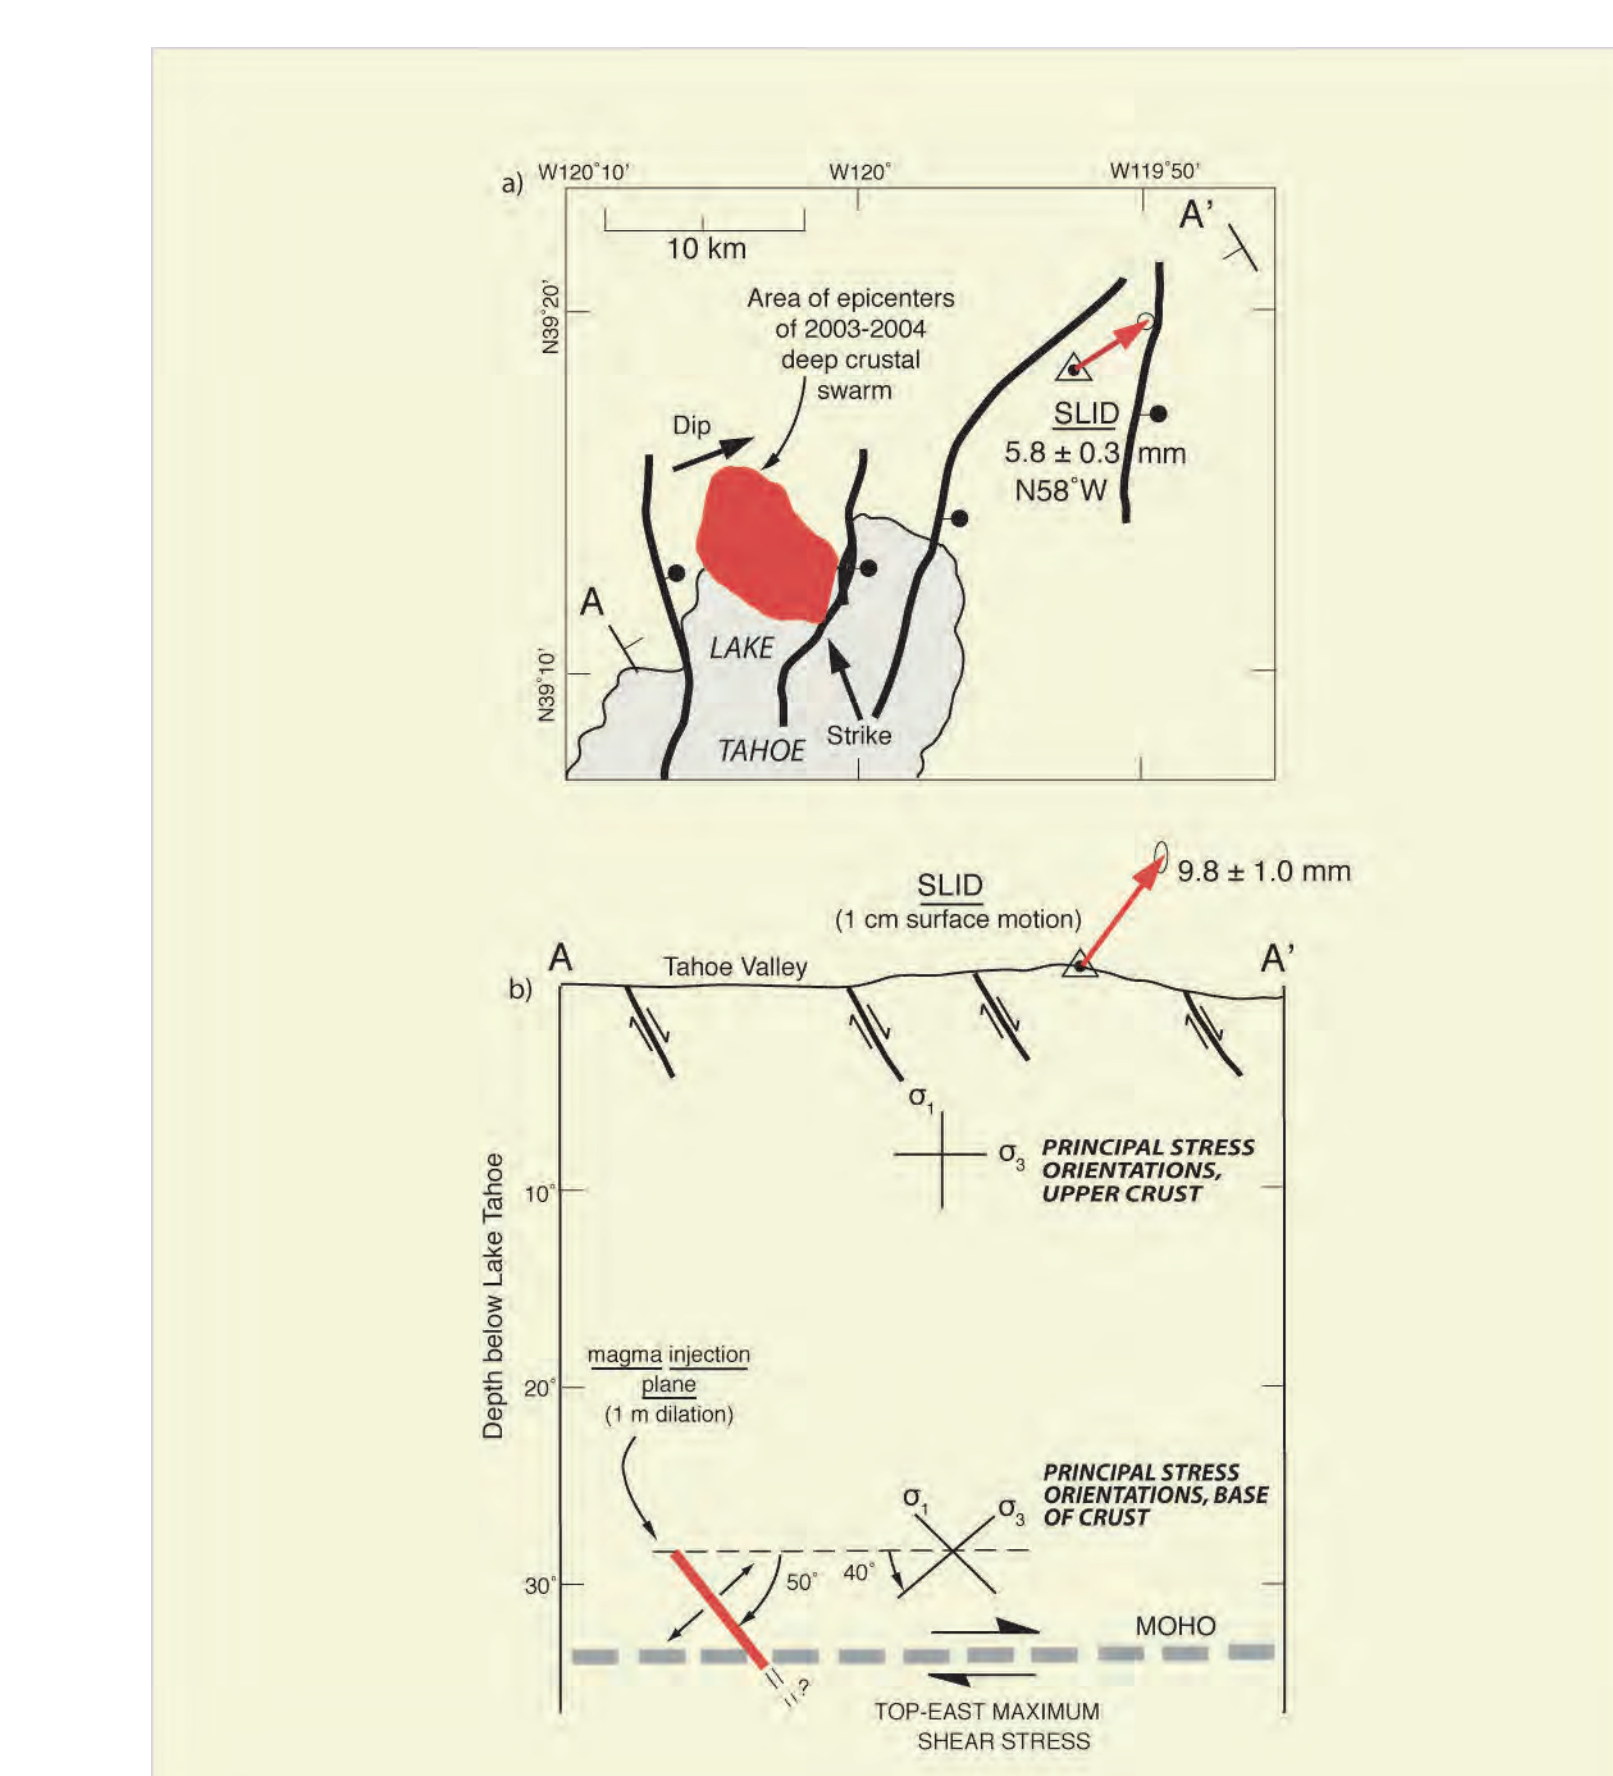 a)
W120°10'
W120°
W119°50'
A'
10 km
N39°20'
Area of epicenters
of 2003-2004
deep crustal
swarm
Dip
SLID
5.8 ± 0.3 mm
N58°W
A
LAKE
N39°10'
Strike
TAHOE
9.8 ± 1.0 mm
SLID
(1 cm surface motion)
A
A'
Tahoe Valley
b)
σ1
σ3
PRINCIPAL STRESS
ORIENTATIONS,
UPPER CRUST
Depth below Lake Tahoe
10°
magma injection
plane
(1 m dilation)
20°
PRINCIPAL STRESS
ORIENTATIONS, BASE
OF CRUST
σ1
σ3
50°
40°
30°
MOHO
?
TOP-EAST MAXIMUM
SHEAR STRESS